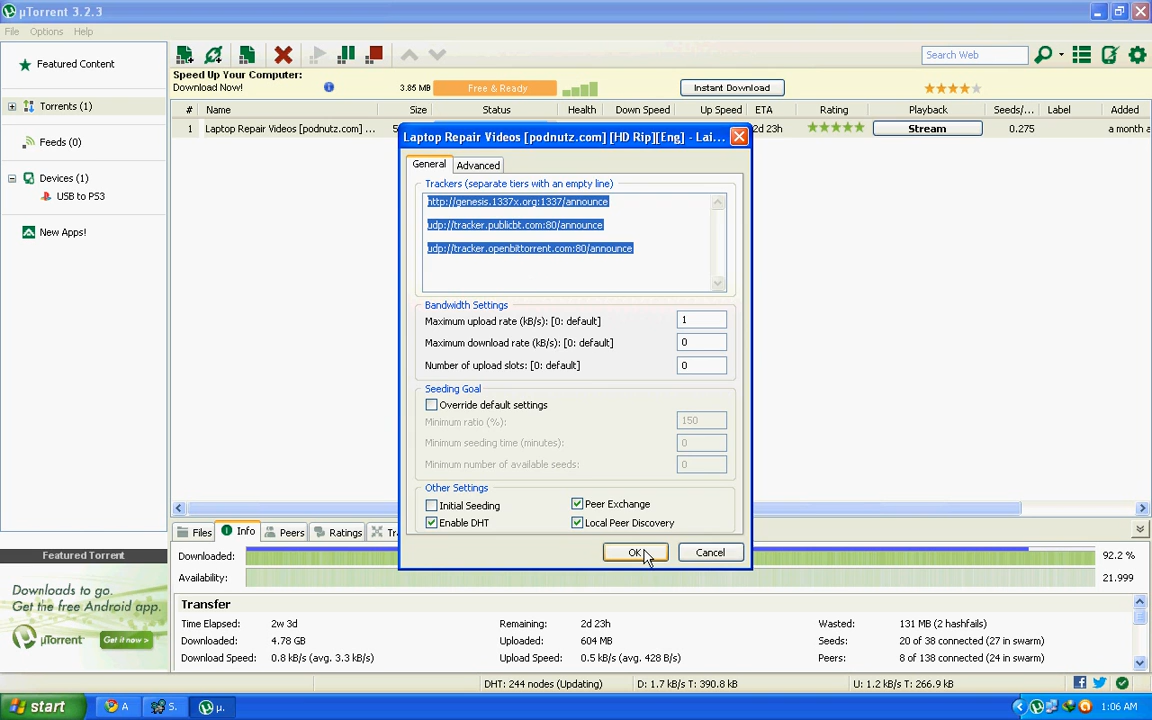 µTorrent 3.2.3
File Options Help
Featured Content
Search Web
Speed Up Your Computer:
Download Now!
3.85 MB
Free & Ready
Instant Download
Torrents (1)
# Name Size Status Health Down Speed Up Speed ETA Rating Playback Seeds/... Label Added
1 Laptop Repair Videos [podnutz.com] ... 2d 23h Stream 0.275 a month a
Feeds (0)
Devices (1)
USB to PS3
New Apps!
Laptop Repair Videos [podnutz.com] [HD Rip][Eng] - Lai...
General Advanced
Trackers (separate tiers with an empty line)
http://genesis.1337x.org:1337/announce
udp://tracker.publicbt.com:80/announce
udp://tracker.openbittorrent.com:80/announce
Bandwidth Settings
Maximum upload rate (kB/s): [0: default] 1
Maximum download rate (kB/s): [0: default] 0
Number of upload slots: [0: default] 0
Seeding Goal
Override default settings
Minimum ratio (%): 150
Minimum seeding time (minutes): 0
Minimum number of available seeds: 0
Other Settings
Initial Seeding Peer Exchange
Enable DHT Local Peer Discovery
OK Cancel
Files Info Peers Ratings
Featured Torrent
Downloads to go.
Get the free Android app.
µTorrent Get it now >
Downloaded: 92.2 %
Availability: 21.999
Transfer
Time Elapsed: 2w 3d Remaining: 2d 23h Wasted: 131 MB (2 hashfails)
Downloaded: 4.78 GB Uploaded: 604 MB Seeds: 20 of 38 connected (27 in swarm)
Download Speed: 0.8 kB/s (avg. 3.3 kB/s) Upload Speed: 0.5 kB/s (avg. 428 B/s) Peers: 8 of 138 connected (24 in swarm)
DHT: 244 nodes (Updating) D: 1.7 kB/s T: 390.8 kB U: 1.2 kB/s T: 266.9 kB
start A S. µ. 1:06 AM